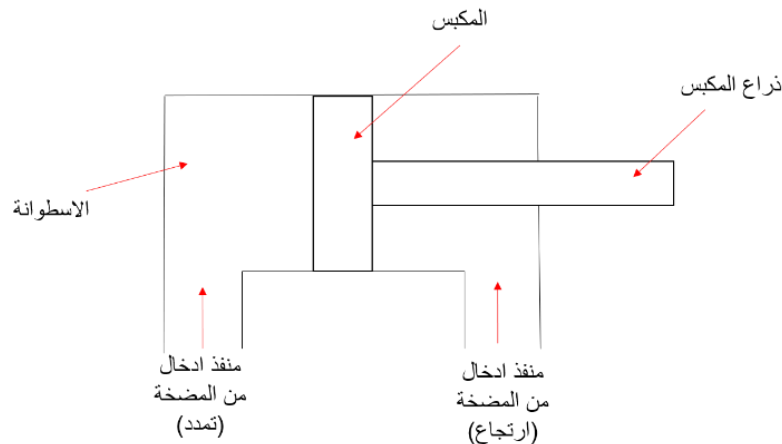 المكبس
ذراع المكبس
الاسطوانة
منفذ ادخال
من المضخة
(ارتجاع)
منفذ ادخال
من المضخة
(تمدد)